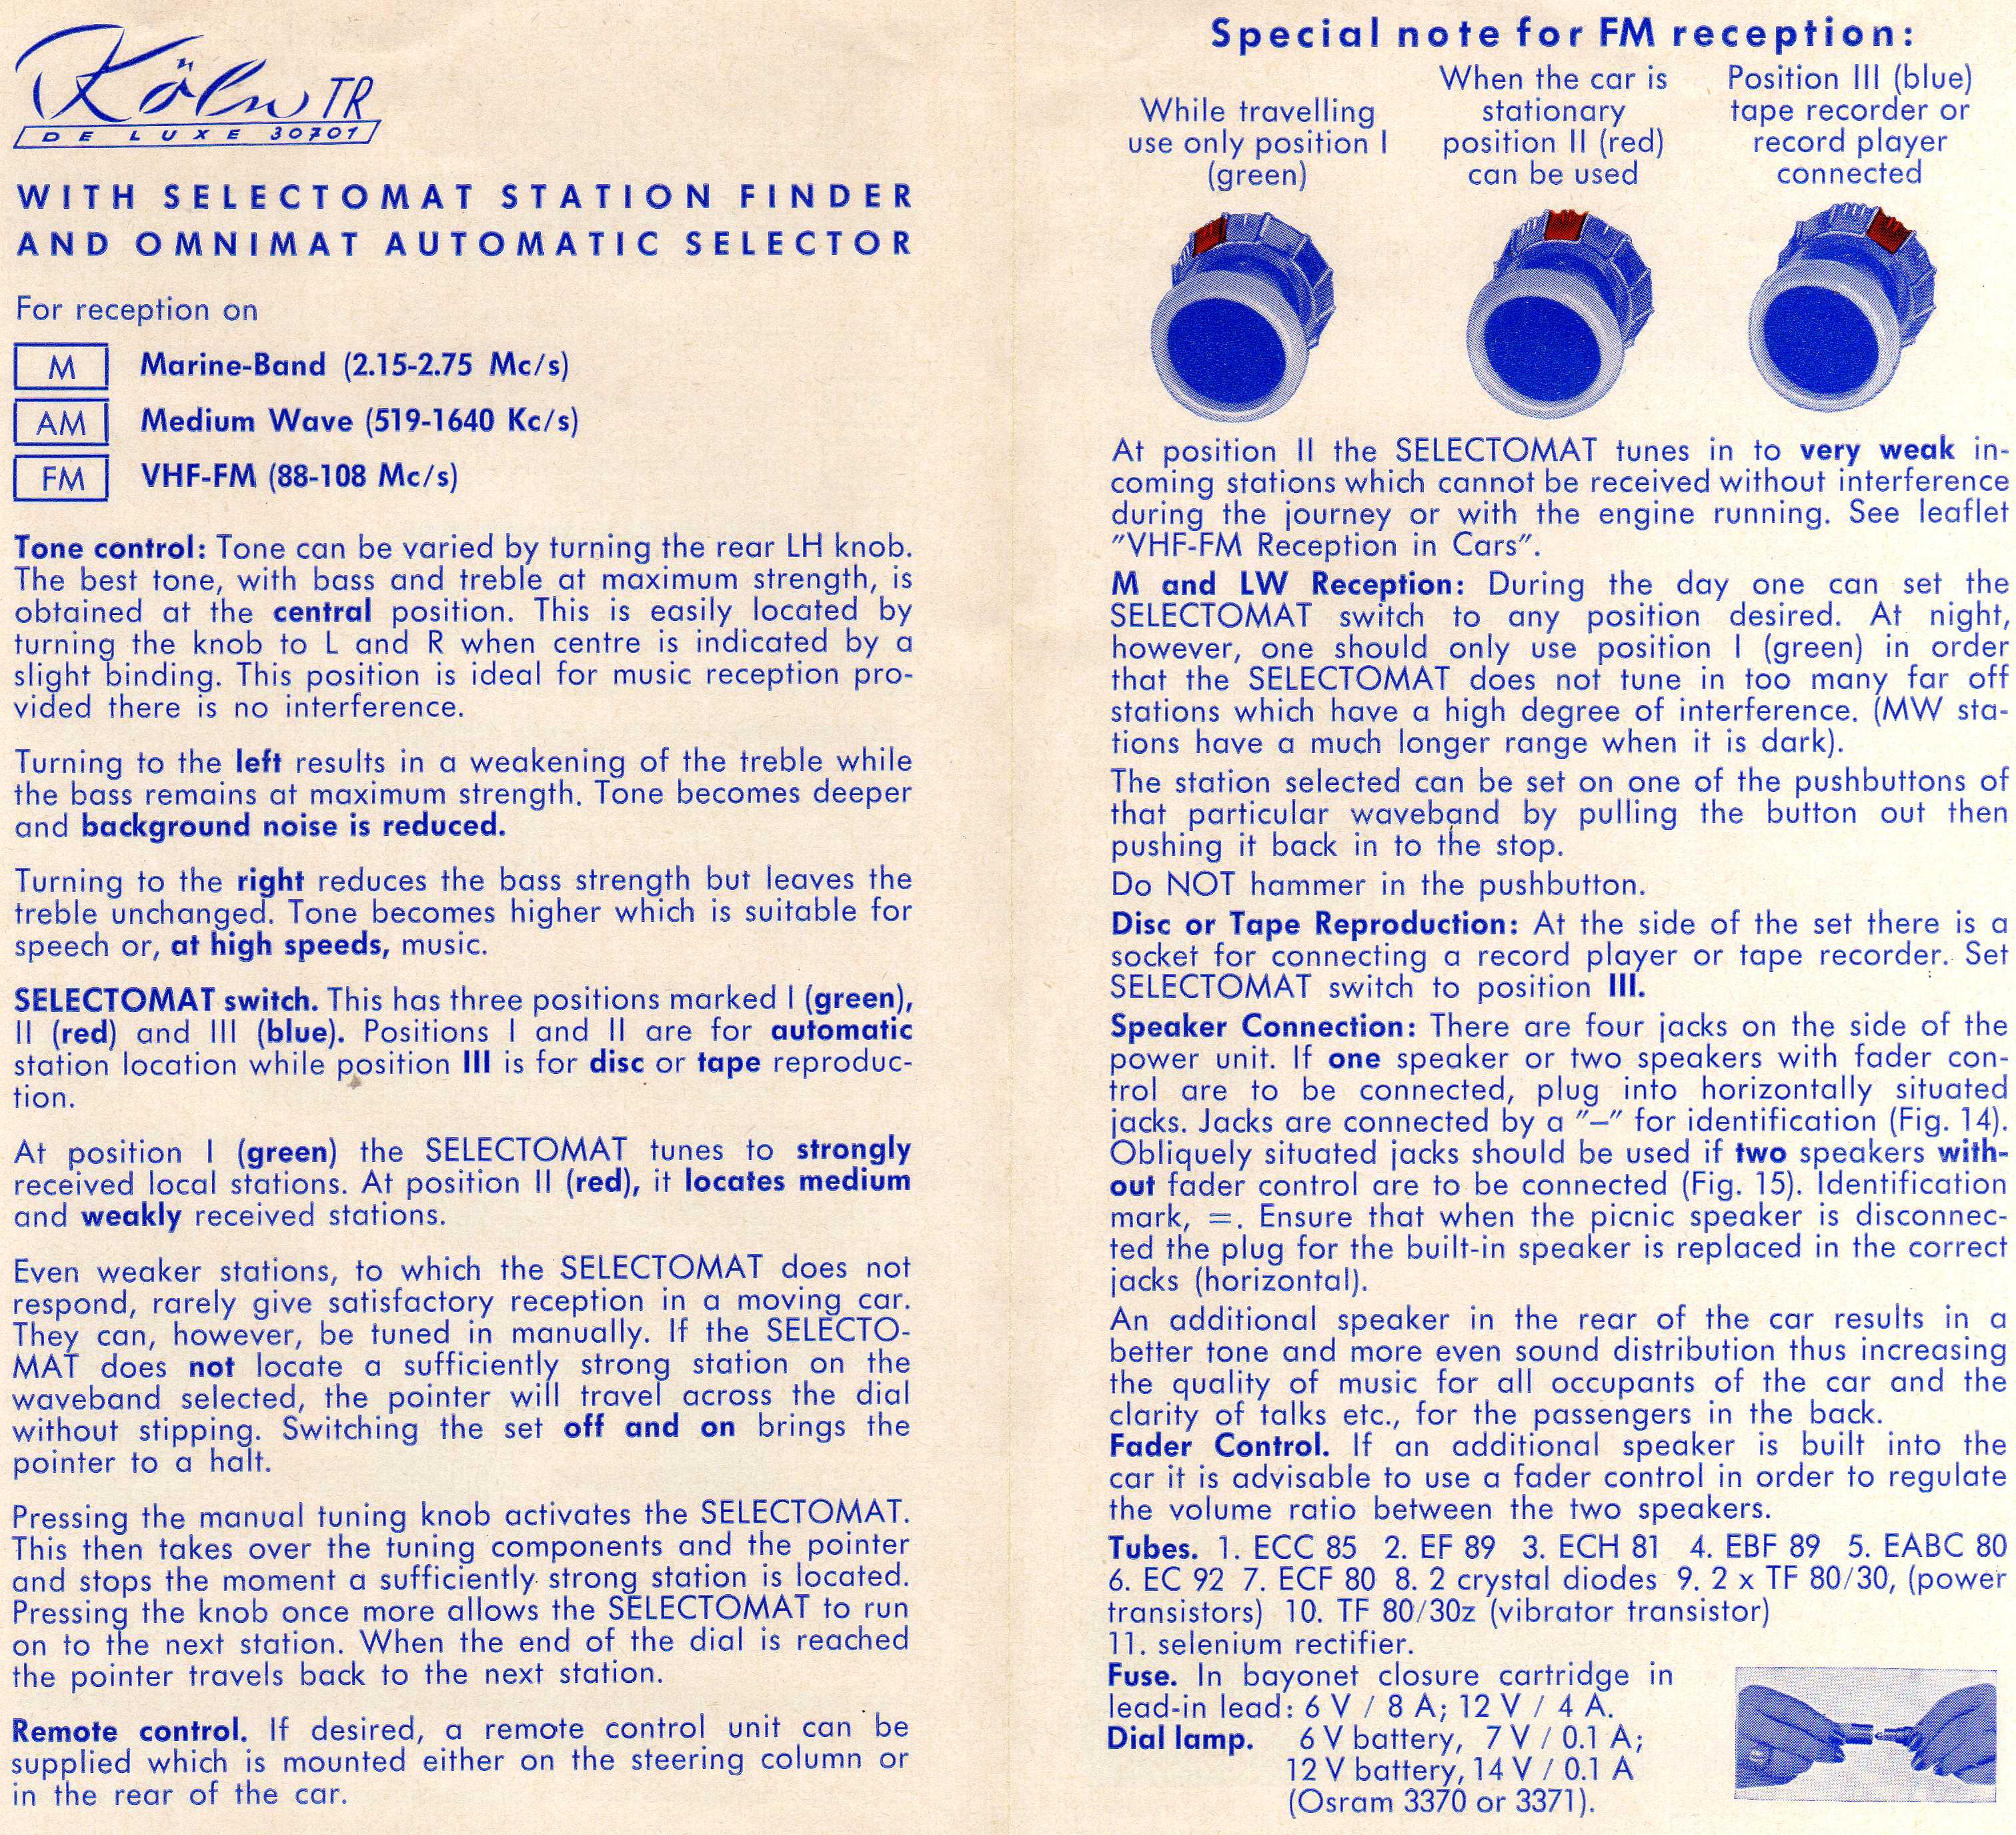 Köln TR
DE LUXE 30701
WITH SELECTOMAT STATION FINDER
AND OMNIMAT AUTOMATIC SELECTOR
For reception on
M Marine-Band (2.15-2.75 Mc/s)
AM Medium Wave (519-1640 Kc/s)
FM VHF-FM (88-108 Mc/s)
Tone control: Tone can be varied by turning the rear LH knob.
The best tone, with bass and treble at maximum strength, is
obtained at the central position. This is easily located by
turning the knob to L and R when centre is indicated by a
slight binding. This position is ideal for music reception pro-
vided there is no interference.
Turning to the left results in a weakening of the treble while
the bass remains at maximum strength. Tone becomes deeper
and background noise is reduced.
Turning to the right reduces the bass strength but leaves the
treble unchanged. Tone becomes higher which is suitable for
speech or, at high speeds, music.
SELECTOMAT switch. This has three positions marked I (green),
II (red) and III (blue). Positions I and II are for automatic
station location while position III is for disc or tape reproduc-
tion.
At position I (green) the SELECTOMAT tunes to strongly
received local stations. At position II (red), it locates medium
and weakly received stations.
Even weaker stations, to which the SELECTOMAT does not
respond, rarely give satisfactory reception in a moving car.
They can, however, be tuned in manually. If the SELECTO-
MAT does not locate a sufficiently strong station on the
waveband selected, the pointer will travel across the dial
without stipping. Switching the set off and on brings the
pointer to a halt.
Pressing the manual tuning knob activates the SELECTOMAT.
This then takes over the tuning components and the pointer
and stops the moment a sufficiently strong station is located.
Pressing the knob once more allows the SELECTOMAT to run
on to the next station. When the end of the dial is reached
the pointer travels back to the next station.
Remote control. If desired, a remote control unit can be
supplied which is mounted either on the steering column or
in the rear of the car.
Special note for FM reception:
While travelling
use only position I
(green)
When the car is
stationary
position II (red)
can be used
Position III (blue)
tape recorder or
record player
connected
At position II the SELECTOMAT tunes in to very weak in-
coming stations which cannot be received without interference
during the journey or with the engine running. See leaflet
"VHF-FM Reception in Cars".
M and LW Reception: During the day one can set the
SELECTOMAT switch to any position desired. At night,
however, one should only use position I (green) in order
that the SELECTOMAT does not tune in too many far off
stations which have a high degree of interference. (MW sta-
tions have a much longer range when it is dark).
The station selected can be set on one of the pushbuttons of
that particular waveband by pulling the button out then
pushing it back in to the stop.
Do NOT hammer in the pushbutton.
Disc or Tape Reproduction: At the side of the set there is a
socket for connecting a record player or tape recorder. Set
SELECTOMAT switch to position III.
Speaker Connection: There are four jacks on the side of the
power unit. If one speaker or two speakers with fader con-
trol are to be connected, plug into horizontally situated
jacks. Jacks are connected by a "–" for identification (Fig. 14).
Obliquely situated jacks should be used if two speakers with-
out fader control are to be connected (Fig. 15). Identification
mark, =. Ensure that when the picnic speaker is disconnec-
ted the plug for the built-in speaker is replaced in the correct
jacks (horizontal).
An additional speaker in the rear of the car results in a
better tone and more even sound distribution thus increasing
the quality of music for all occupants of the car and the
clarity of talks etc., for the passengers in the back.
Fader Control. If an additional speaker is built into the
car it is advisable to use a fader control in order to regulate
the volume ratio between the two speakers.
Tubes. 1. ECC 85 2. EF 89 3. ECH 81 4. EBF 89 5. EABC 80
6. EC 92 7. ECF 80 8. 2 crystal diodes 9. 2 x TF 80/30, (power
transistors) 10. TF 80/30z (vibrator transistor)
11. selenium rectifier.
Fuse. In bayonet closure cartridge in
lead-in lead: 6 V / 8 A; 12 V / 4 A.
Dial lamp. 6 V battery, 7 V / 0.1 A;
12 V battery, 14 V / 0.1 A
(Osram 3370 or 3371).